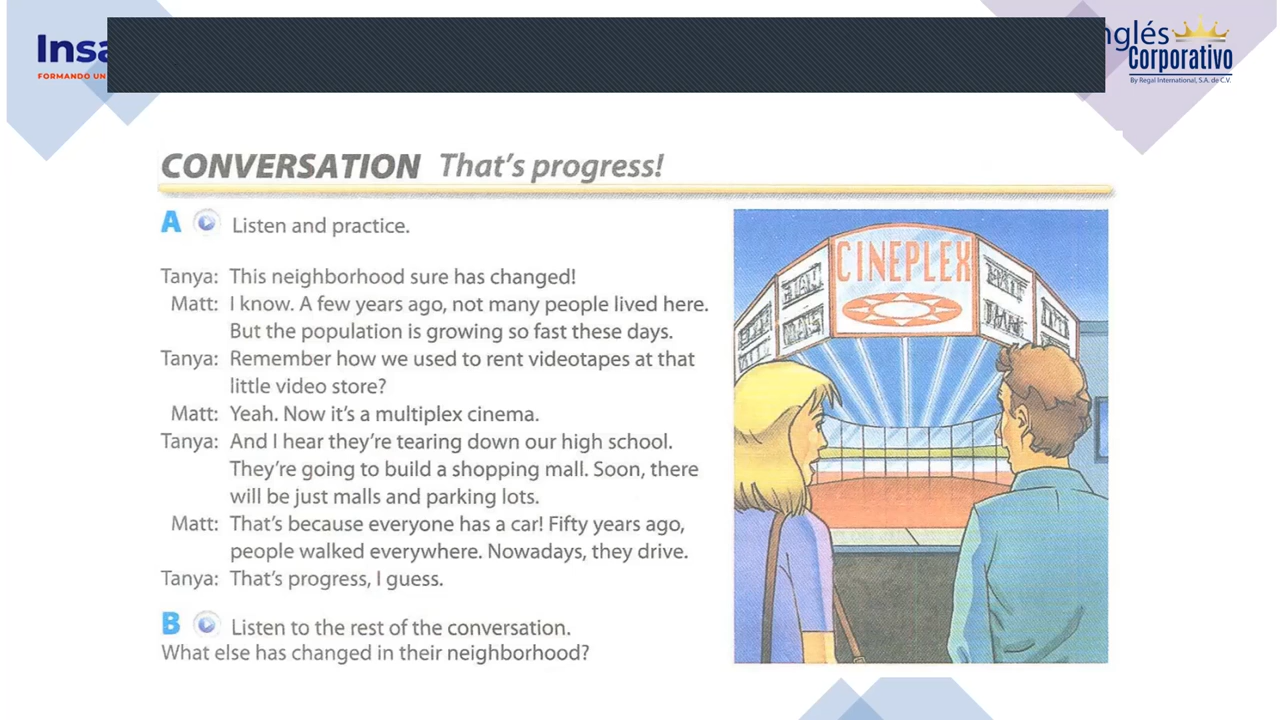 Insa
FORMANDO UN
nglés
Corporativo
By Regal International, S.A. de C.V.
CONVERSATION That's progress!
A Listen and practice.
Tanya: This neighborhood sure has changed!
Matt: I know. A few years ago, not many people lived here.
But the population is growing so fast these days.
Tanya: Remember how we used to rent videotapes at that
little video store?
Matt: Yeah. Now it's a multiplex cinema.
Tanya: And I hear they're tearing down our high school.
They're going to build a shopping mall. Soon, there
will be just malls and parking lots.
Matt: That's because everyone has a car! Fifty years ago,
people walked everywhere. Nowadays, they drive.
Tanya: That's progress, I guess.
B Listen to the rest of the conversation.
What else has changed in their neighborhood?
CINEPLEX